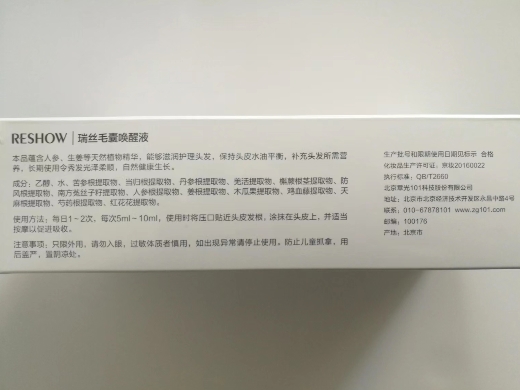 RESHOW | 瑞丝毛囊唤醒液
本品蕴含人参、生姜等天然植物精华，能够滋润护理头发，保持头皮水油平衡，补充头发所需营
养，长期使用令秀发光泽柔顺，自然健康生长。
成分：乙醇、水、苦参根提取物、当归根提取物、丹参根提取物、羌活提取物、槲蕨根茎提取物、防
风根提取物、南方菟丝子籽提取物、人参根提取物、姜根提取物、木瓜果提取物、鸡血藤提取物、天
麻根提取物、芍药根提取物、红花花提取物。
使用方法：每日1~2次，每次5ml~10ml，使用时将压口贴近头皮发根，涂抹在头皮上，并适当
按摩以促进吸收。
注意事项：只限外用，请勿入眼，过敏体质者慎用，如出现异常请停止使用。防止儿童抓拿，用
后盖严，置阴凉处。
生产批号和限期使用日期见标示 合格
化妆品生产许可证：京妆20160022
执行标准：QB/T2660
北京章光101科技股份有限公司
地址：北京市北京经济技术开发区永昌中路4号
联系：010-67878101 www.zg101.com
邮编：100176
产地：北京市